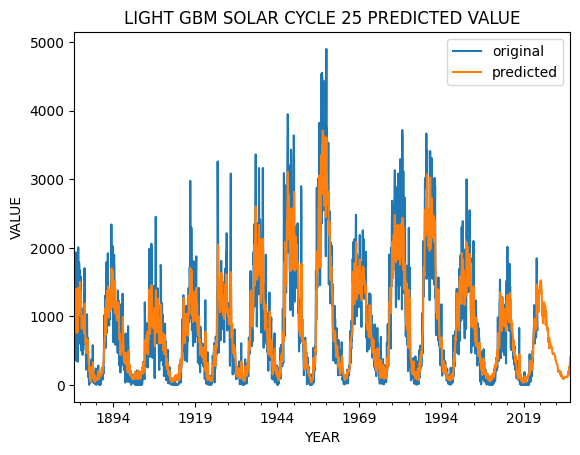 LIGHT GBM SOLAR CYCLE 25 PREDICTED VALUE
original
predicted
5000
4000
3000
2000
1000
0
VALUE
1894 1919 1944 1969 1994 2019
YEAR